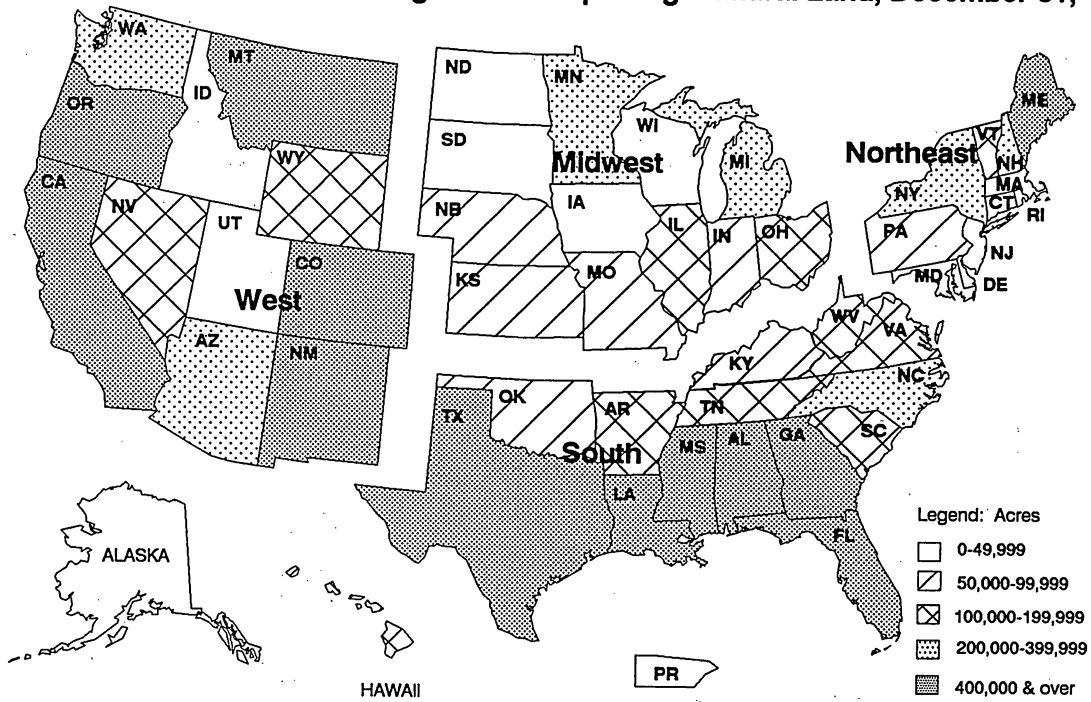 Land, December 31,
WA
MT
ND
MN
ME
OR
ID
SD
WI
MI
VT
NH
Midwest
Northeast
WY
NY
MA
CT
RI
CA
NV
UT
NB
IA
IL
IN
OH
PA
NJ
CO
KS
MO
MD
DE
West
WV
VA
AZ
NM
KY
NC
OK
AR
TN
SC
TX
South
MS
AL
GA
LA
FL
ALASKA
HAWAII
PR
Legend: Acres
0-49,999
50,000-99,999
100,000-199,999
200,000-399,999
400,000 & over